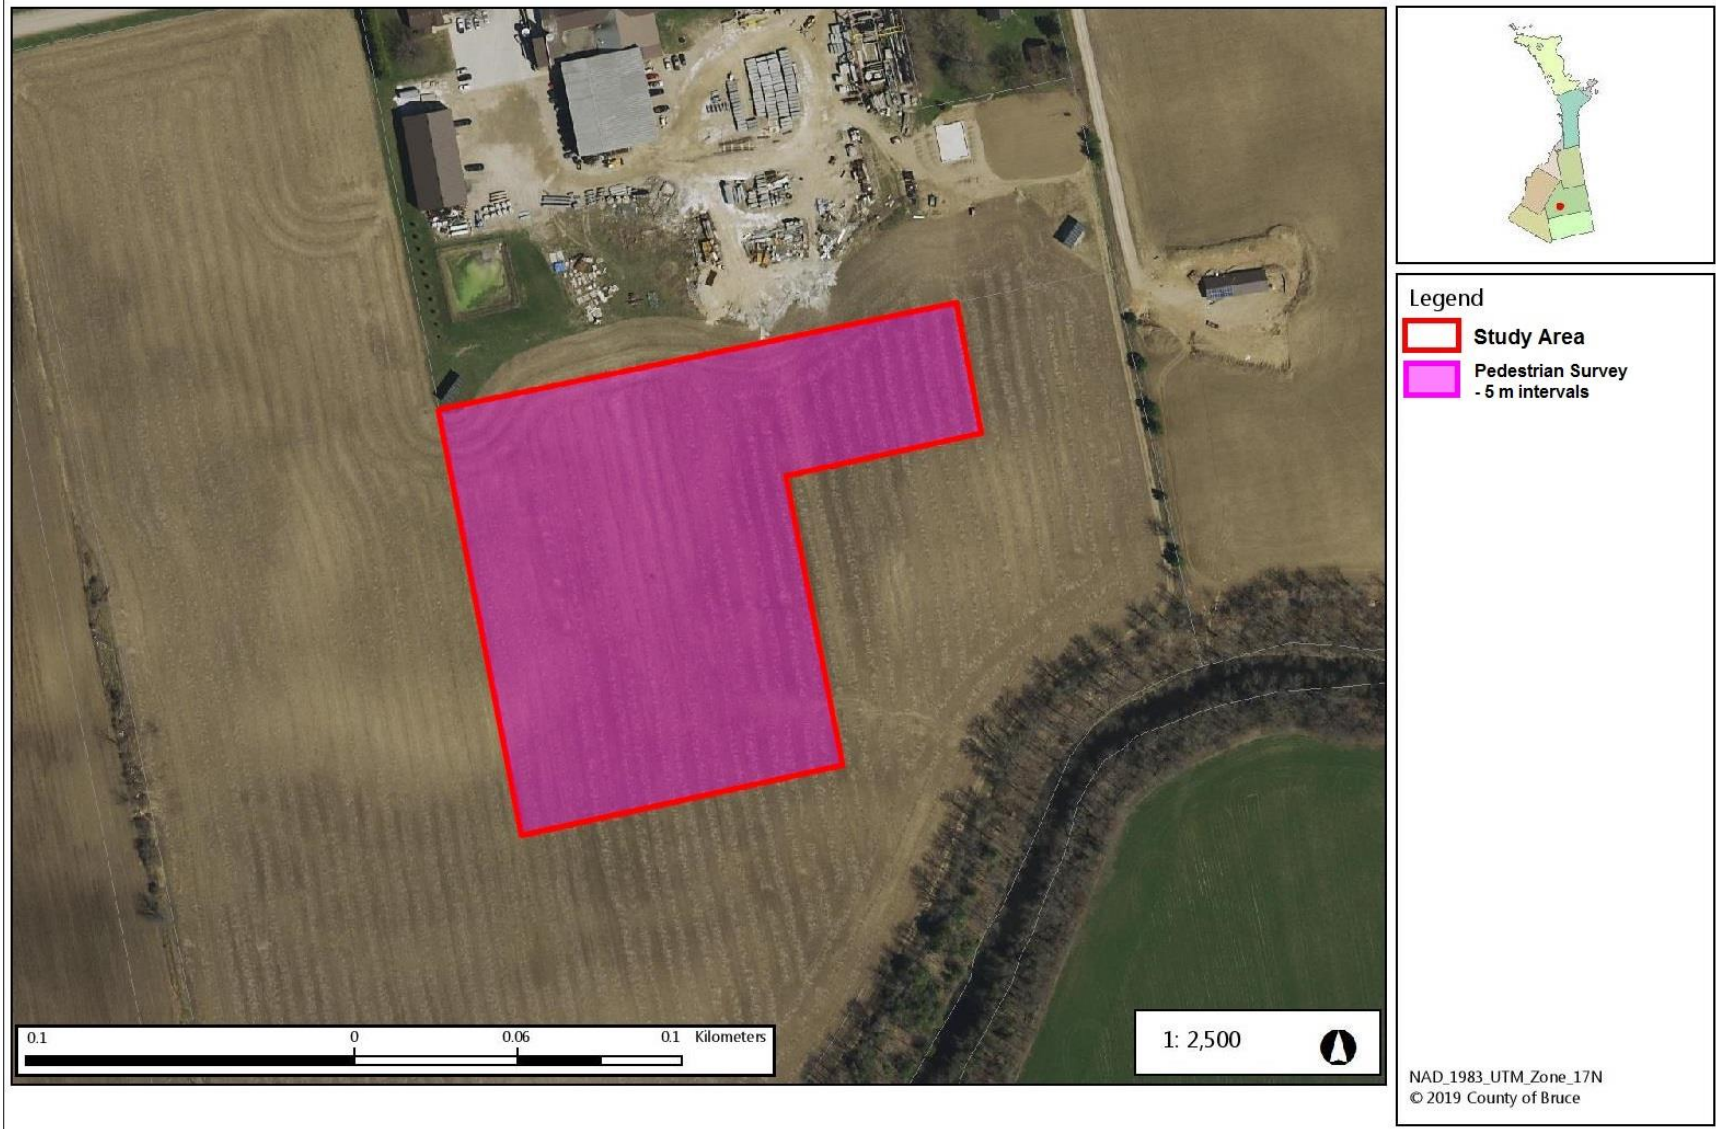 Legend
Study Area
Pedestrian Survey
- 5 m intervals
0.1 0 0.06 0.1 Kilometers
1: 2,500
NAD_1983_UTM_Zone_17N
© 2019 County of Bruce